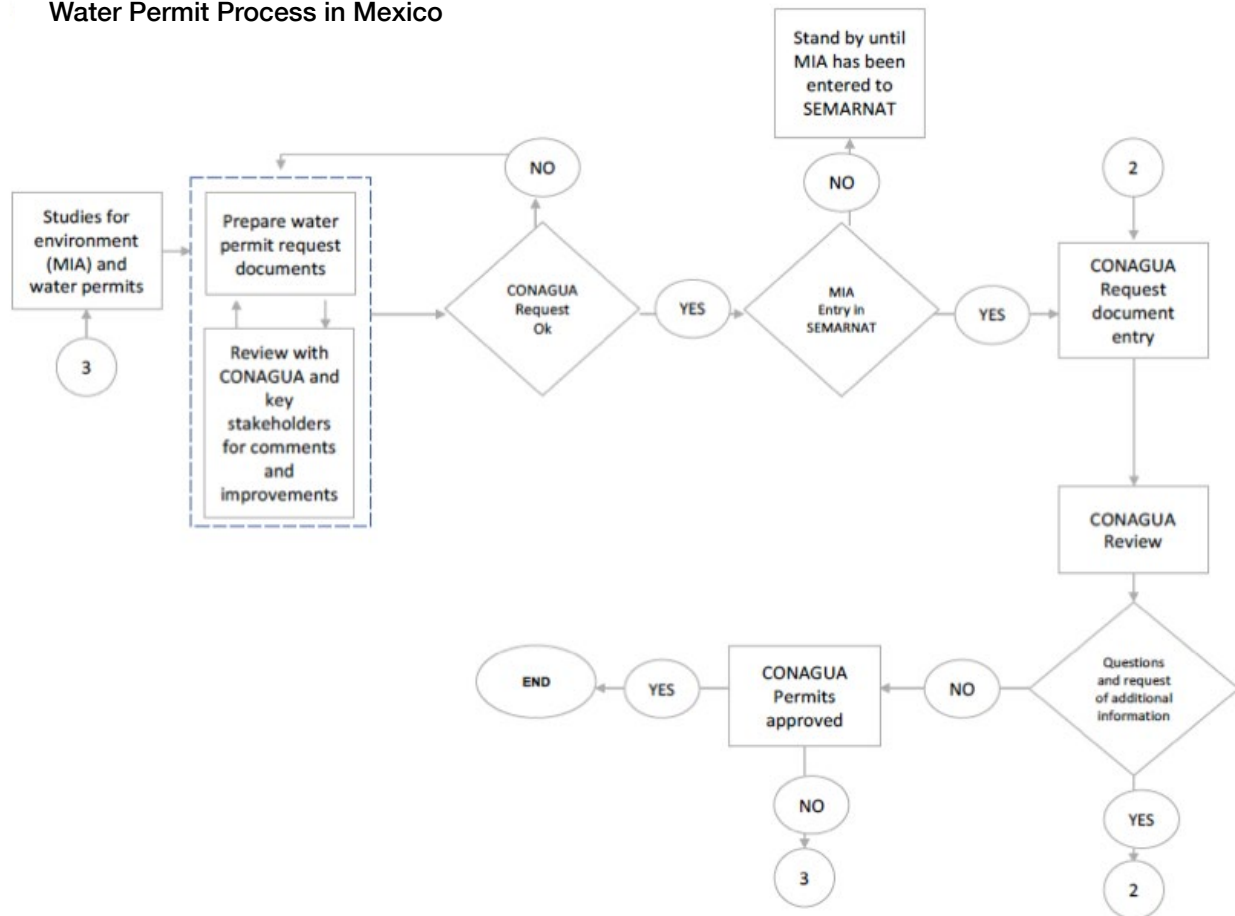 Water Permit Process in Mexico
Stand by until
MIA has been
entered to
SEMARNAT
NO
NO
2
Studies for
environment
(MIA) and
water permits
Prepare water
permit request
documents
CONAGUA
Request
Ok
YES
MIA
Entry in
SEMARNAT
YES
CONAGUA
Request
document
entry
3
Review with
CONAGUA and
key
stakeholders
for comments
and
improvements
CONAGUA
Review
Questions
and request
of additional
information
NO
CONAGUA
Permits
approved
YES
END
NO
3
YES
2